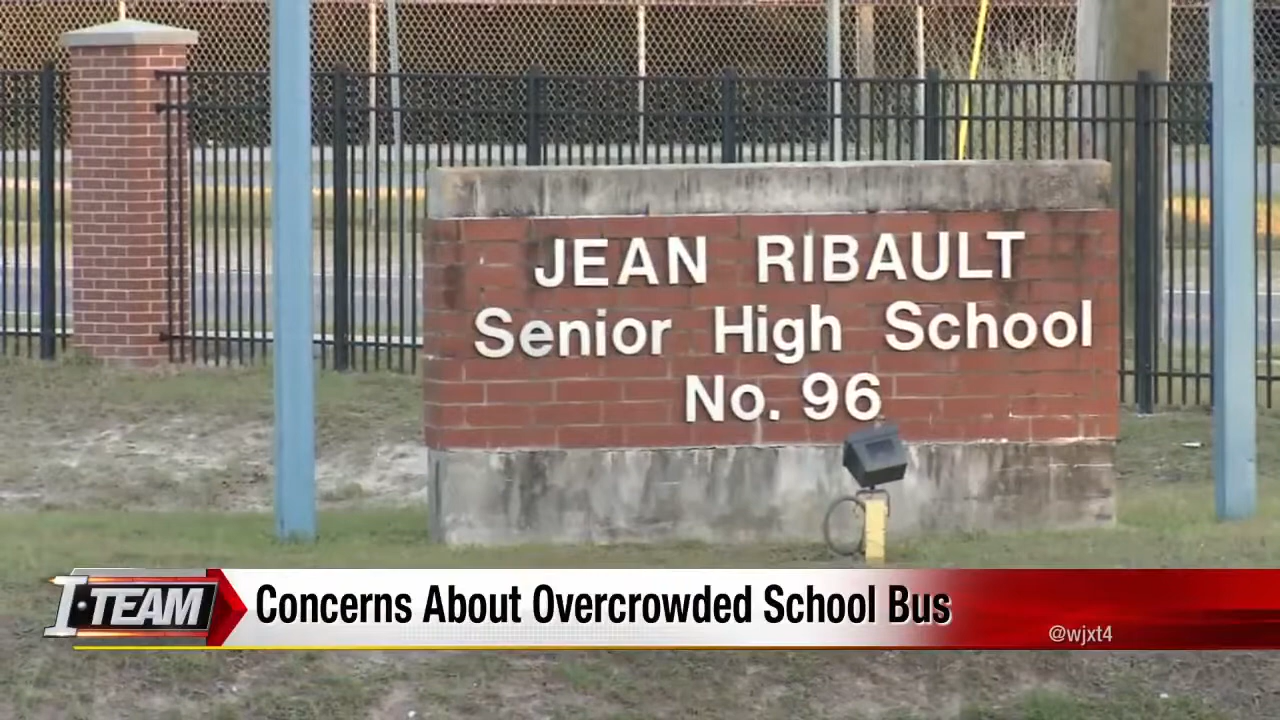 JEAN RIBAULT
Senior High School
No. 96
I-TEAM
Concerns About Overcrowded School Bus
@wjxt4